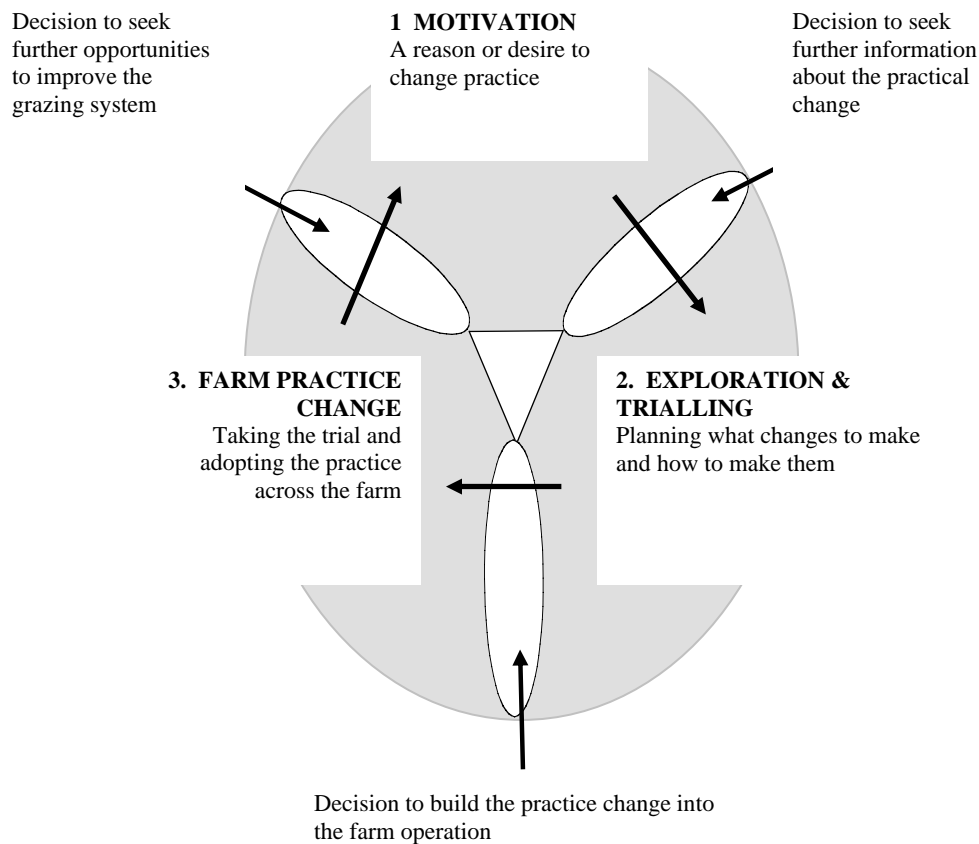 Decision to seek
further opportunities
to improve the
grazing system
1 MOTIVATION
A reason or desire to
change practice
Decision to seek
further information
about the practical
change
3. FARM PRACTICE
CHANGE
Taking the trial and
adopting the practice
across the farm
2. EXPLORATION &
TRIALLING
Planning what changes to make
and how to make them
Decision to build the practice change into
the farm operation